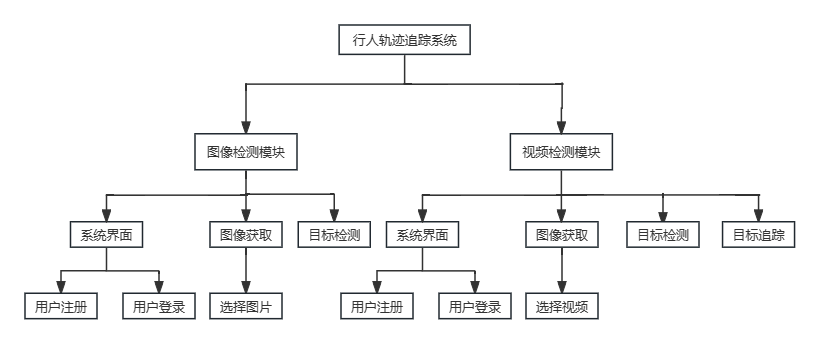 行人轨迹追踪系统
图像检测模块
视频检测模块
系统界面
图像获取
目标检测
系统界面
图像获取
目标检测
目标追踪
用户注册
用户登录
选择图片
用户注册
用户登录
选择视频